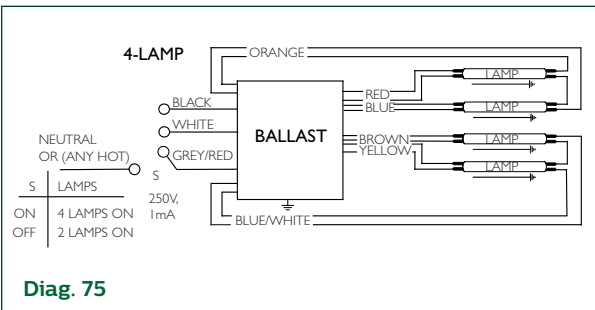 4-LAMP
ORANGE
RED
LAMP
BLUE
LAMP
BLACK
WHITE
BALLAST
BROWN
LAMP
YELLOW
LAMP
GREY/RED
NEUTRAL
OR (ANY HOT)
S
250V,
1mA
S LAMPS
ON 4 LAMPS ON
OFF 2 LAMPS ON
BLUE/WHITE
Diag. 75